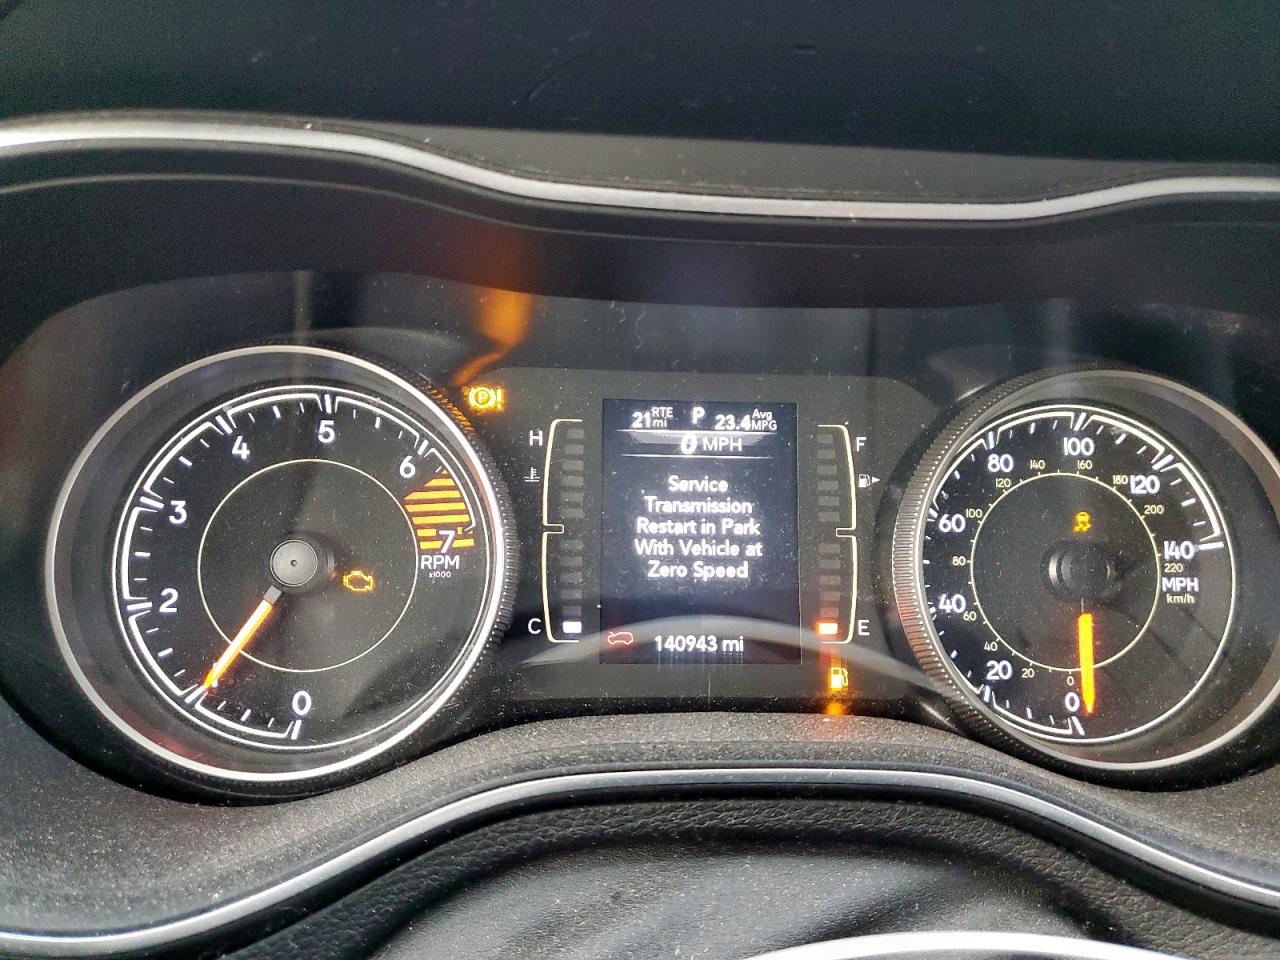 21 RTE mi P 23.4 Avg MPG
0 MPH
Service
Transmission
Restart in Park
With Vehicle at
Zero Speed
140943 mi
H
C
F
E
0
1
2
3
4
5
6
7
RPM
x1000
P !
0
20
40
60
80
100
120
140
MPH
0
20
40
60
80
100
120
140
160
180
200
220
km/h